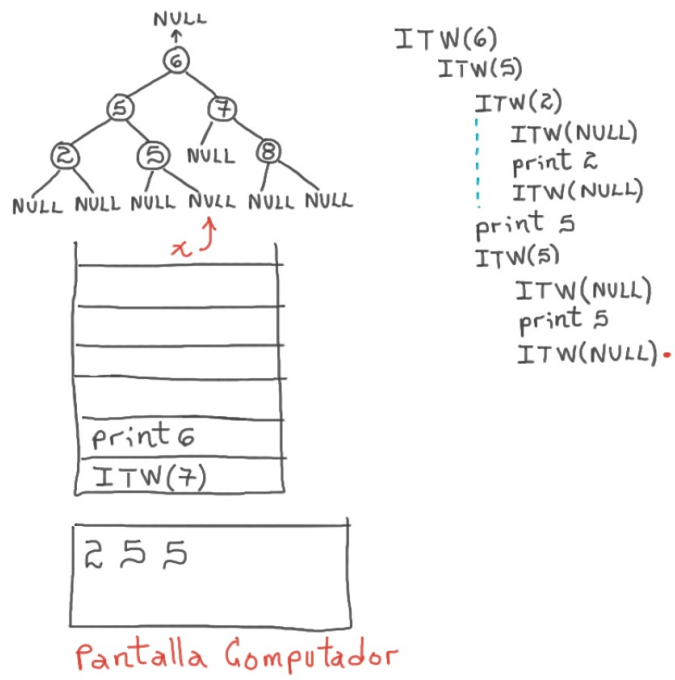 NULL
6
5 7
2 5 NULL 8
NULL NULL NULL NULL NULL NULL
x
print 6
ITW(7)
2 5 5
Pantalla Computador
ITW(6)
ITW(5)
ITW(2)
ITW(NULL)
print 2
ITW(NULL)
print 5
ITW(5)
ITW(NULL)
print 5
ITW(NULL)